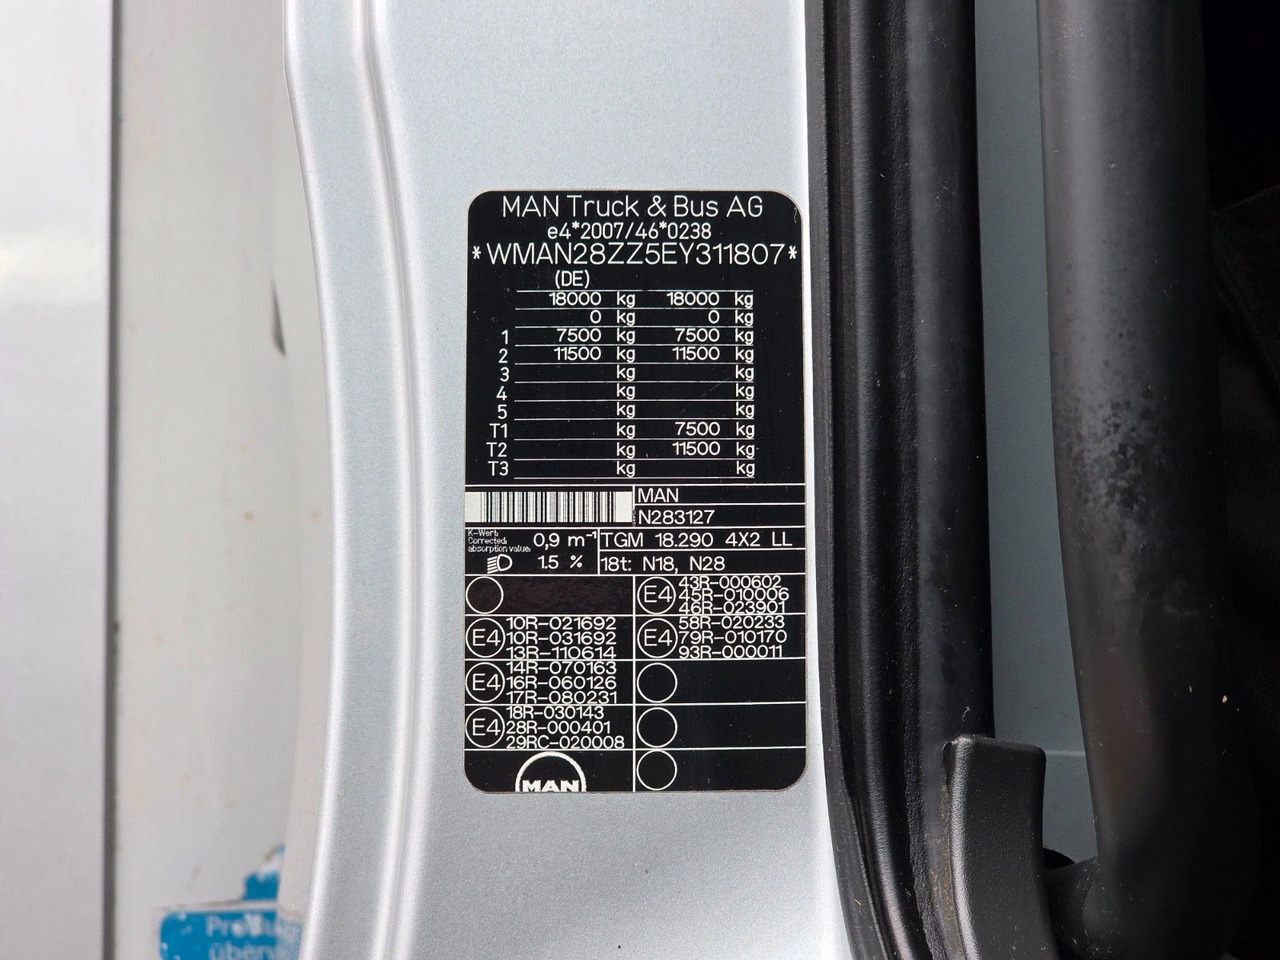 MAN Truck & Bus AG
e4*2007/46*0238
*WMAN28ZZ5EY311807*
(DE)
18000 kg 18000 kg
0 kg 0 kg
1 7500 kg 7500 kg
2 11500 kg 11500 kg
3 kg kg
4 kg kg
5 kg kg
T1 kg 7500 kg
T2 kg 11500 kg
T3 kg kg
MAN
N283127
K-Wert:
Corrected
absorption value:
0,9 m⁻¹
TGM 18.290 4X2 LL
1.5 %
18t: N18, N28
E4 43R-000602
45R-010006
46R-023901
E4 10R-021692
10R-031692
13R-110614
E4 58R-020233
79R-010170
93R-000011
E4 14R-070163
16R-060126
17R-080231
E4 18R-030143
28R-000401
29RC-020008
MAN